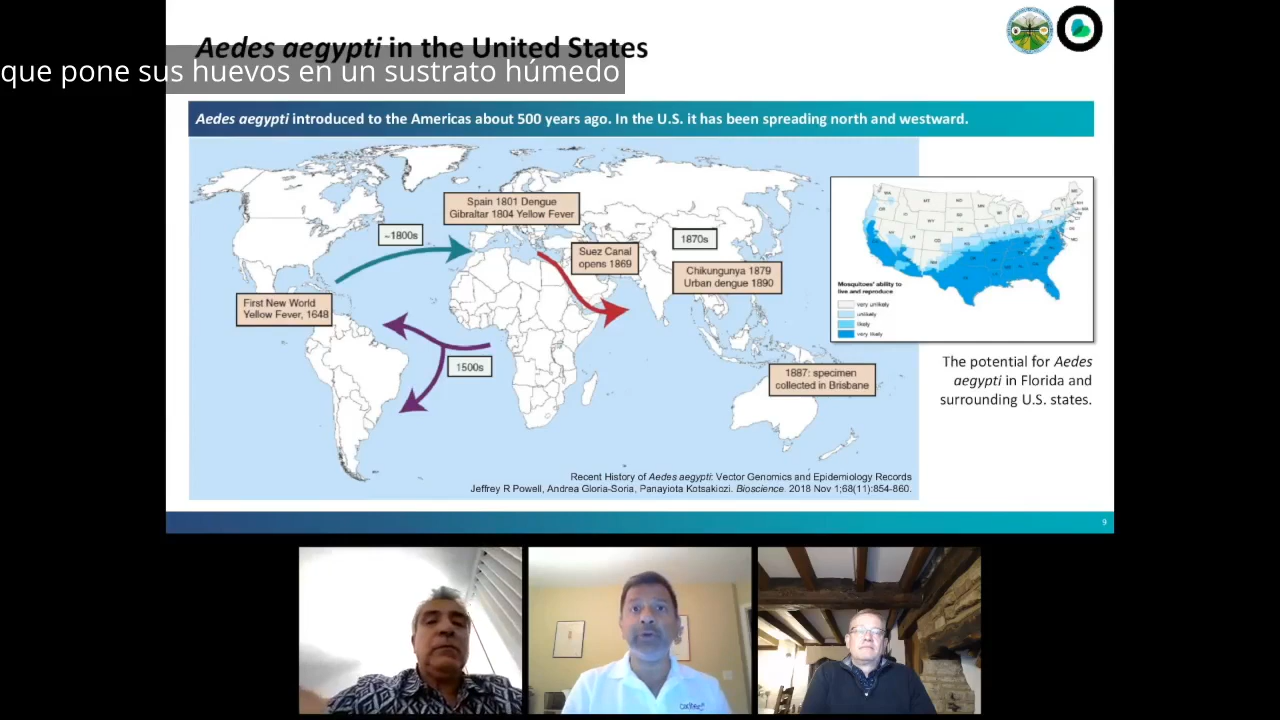 Aedes aegypti in the United States
que pone sus huevos en un sustrato húmedo
Aedes aegypti introduced to the Americas about 500 years ago. In the U.S. it has been spreading north and westward.
Spain 1801 Dengue
Gibraltar 1804 Yellow Fever
~1800s
1870s
Suez Canal
opens 1869
Chikungunya 1879
Urban dengue 1890
First New World
Yellow Fever, 1648
1500s
1887: specimen
collected in Brisbane
Mosquitoes' ability to
live and reproduce
very unlikely
unlikely
likely
very likely
The potential for Aedes
aegypti in Florida and
surrounding U.S. states.
Recent History of Aedes aegypti: Vector Genomics and Epidemiology Records
Jeffrey R Powell, Andrea Gloria-Soria, Panayiota Kotsakiozi. Bioscience. 2018 Nov 1;68(11):854-860.
9